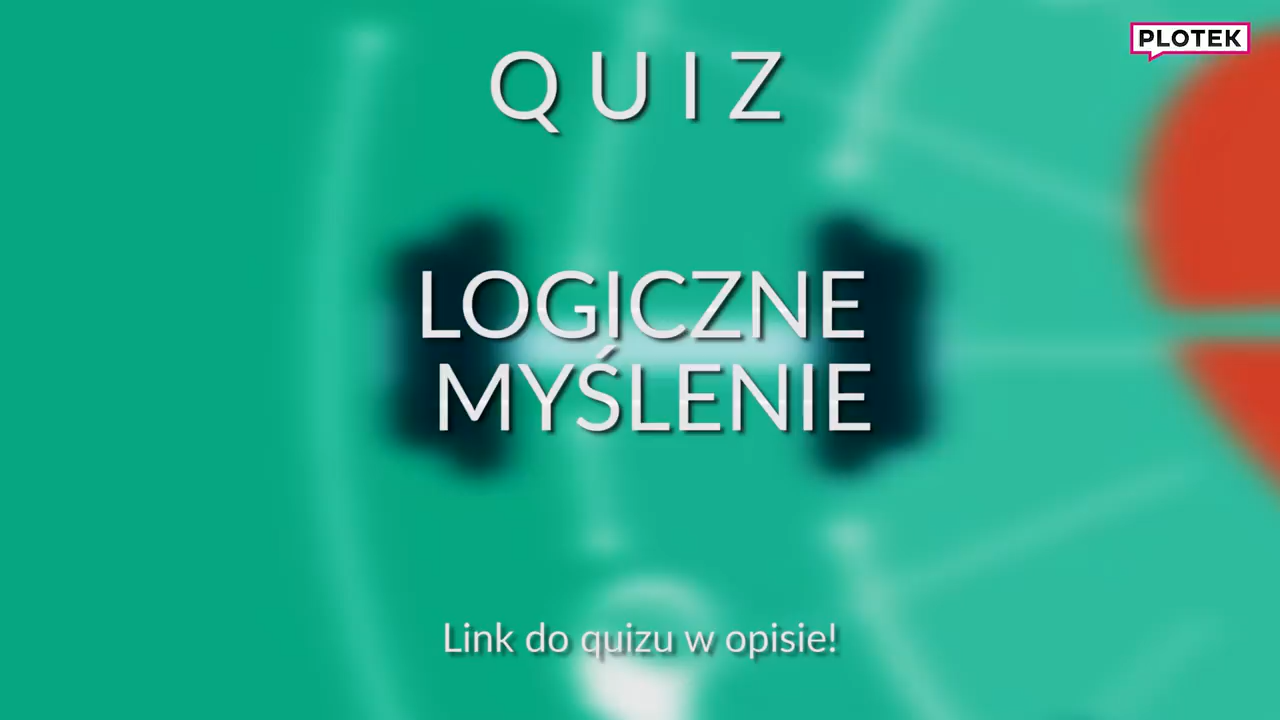 PLOTEK
QUIZ
LOGICZNE
MYŚLENIE
Link do quizu w opisie!